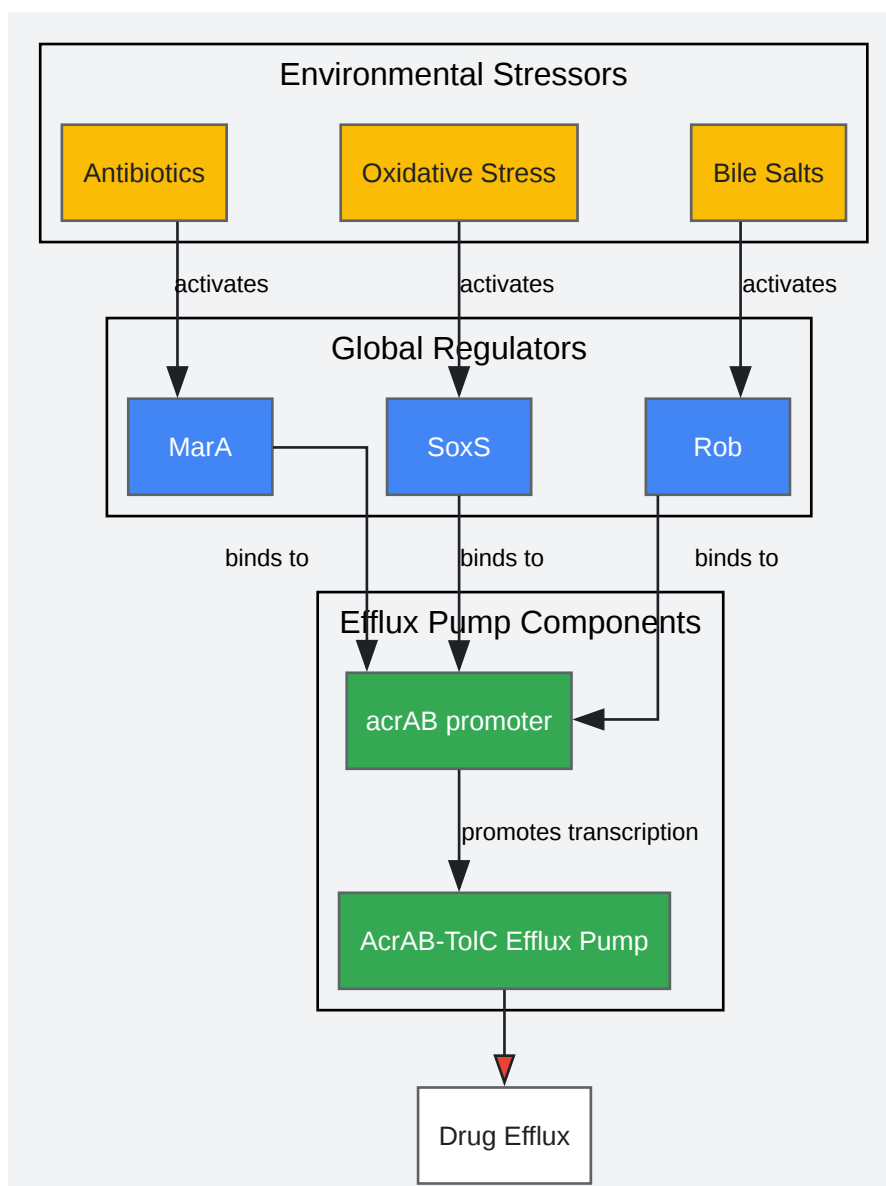 Environmental Stressors
Antibiotics
Oxidative Stress
Bile Salts
activates
activates
activates
Global Regulators
MarA
SoxS
Rob
binds to
binds to
binds to
Efflux Pump Components
acrAB promoter
promotes transcription
AcrAB-TolC Efflux Pump
Drug Efflux